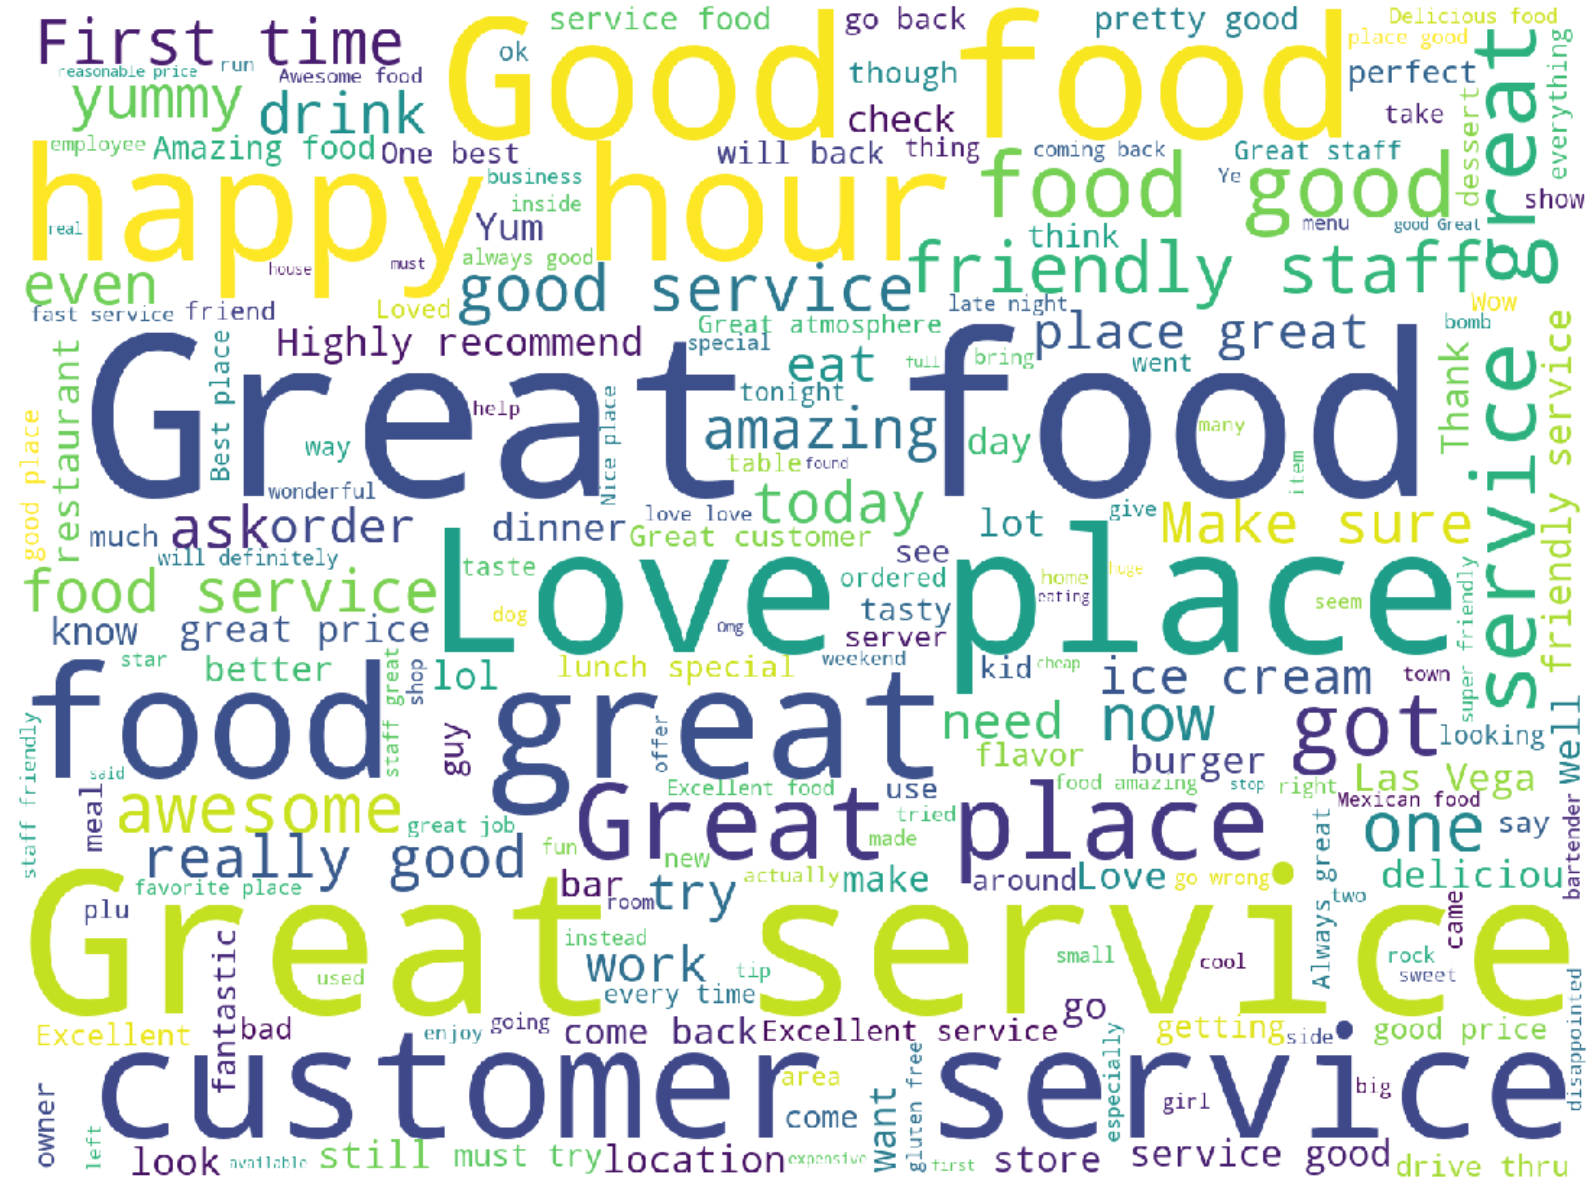 First time
service food
go back
pretty good
Delicious food
Good food
ok
place good
reasonable price
run
Awesome food
though
perfect
everything
yummy
drink
check
take
dessert
service great
employee
Amazing food
One best
will back
thing
coming back
Great staff
happy hour
business
food good
Ye
show
inside
real
Yum
menu
good Great
think
house
must
always good
friendly staff
even
good service
fast service
friend
Loved
late night
Wow
Great atmosphere
place great
bomb
Highly recommend
special
Best place
restaurant
Great food
eat
full
bring
went
Thank
friendly service
tonight
help
Nice place
amazing
many
day
way
good place
table
found
item
wonderful
today
much
ask
order
dinner
love love
lot
give
Make sure
Great customer
will definitely
see
Love place
taste
ordered
home
huge
super friendly
food service
eating
dog
tasty
seem
know
great price
Omg
server
star
better
staff great
shop
lol
lunch special
weekend
kid
cheap
ice cream
town
food great
need
now
got
staff friendly
guy
offer
looking
well
flavor
burger
said
Excellent food
use
food amazing
stop
right
Las Vega
meal
awesome
Great place
Mexican food
great job
tried
one
say
really good
fun
made
Always great
bartender
new
favorite place
bar
try
actually
make
around
Love
go wrong
deliciou
plu
room
two
Great service
came
instead
fantastic
work
tip
small
cool
rock
used
sweet
every time
disappointed
go
Excellent
bad
enjoy
going
come back
Excellent service
getting
side
good price
customer service
especially
gluten free
area
big
owner
come
want
girl
left
look
available
still
must try
location
expensive
first
store
service good
drive thru